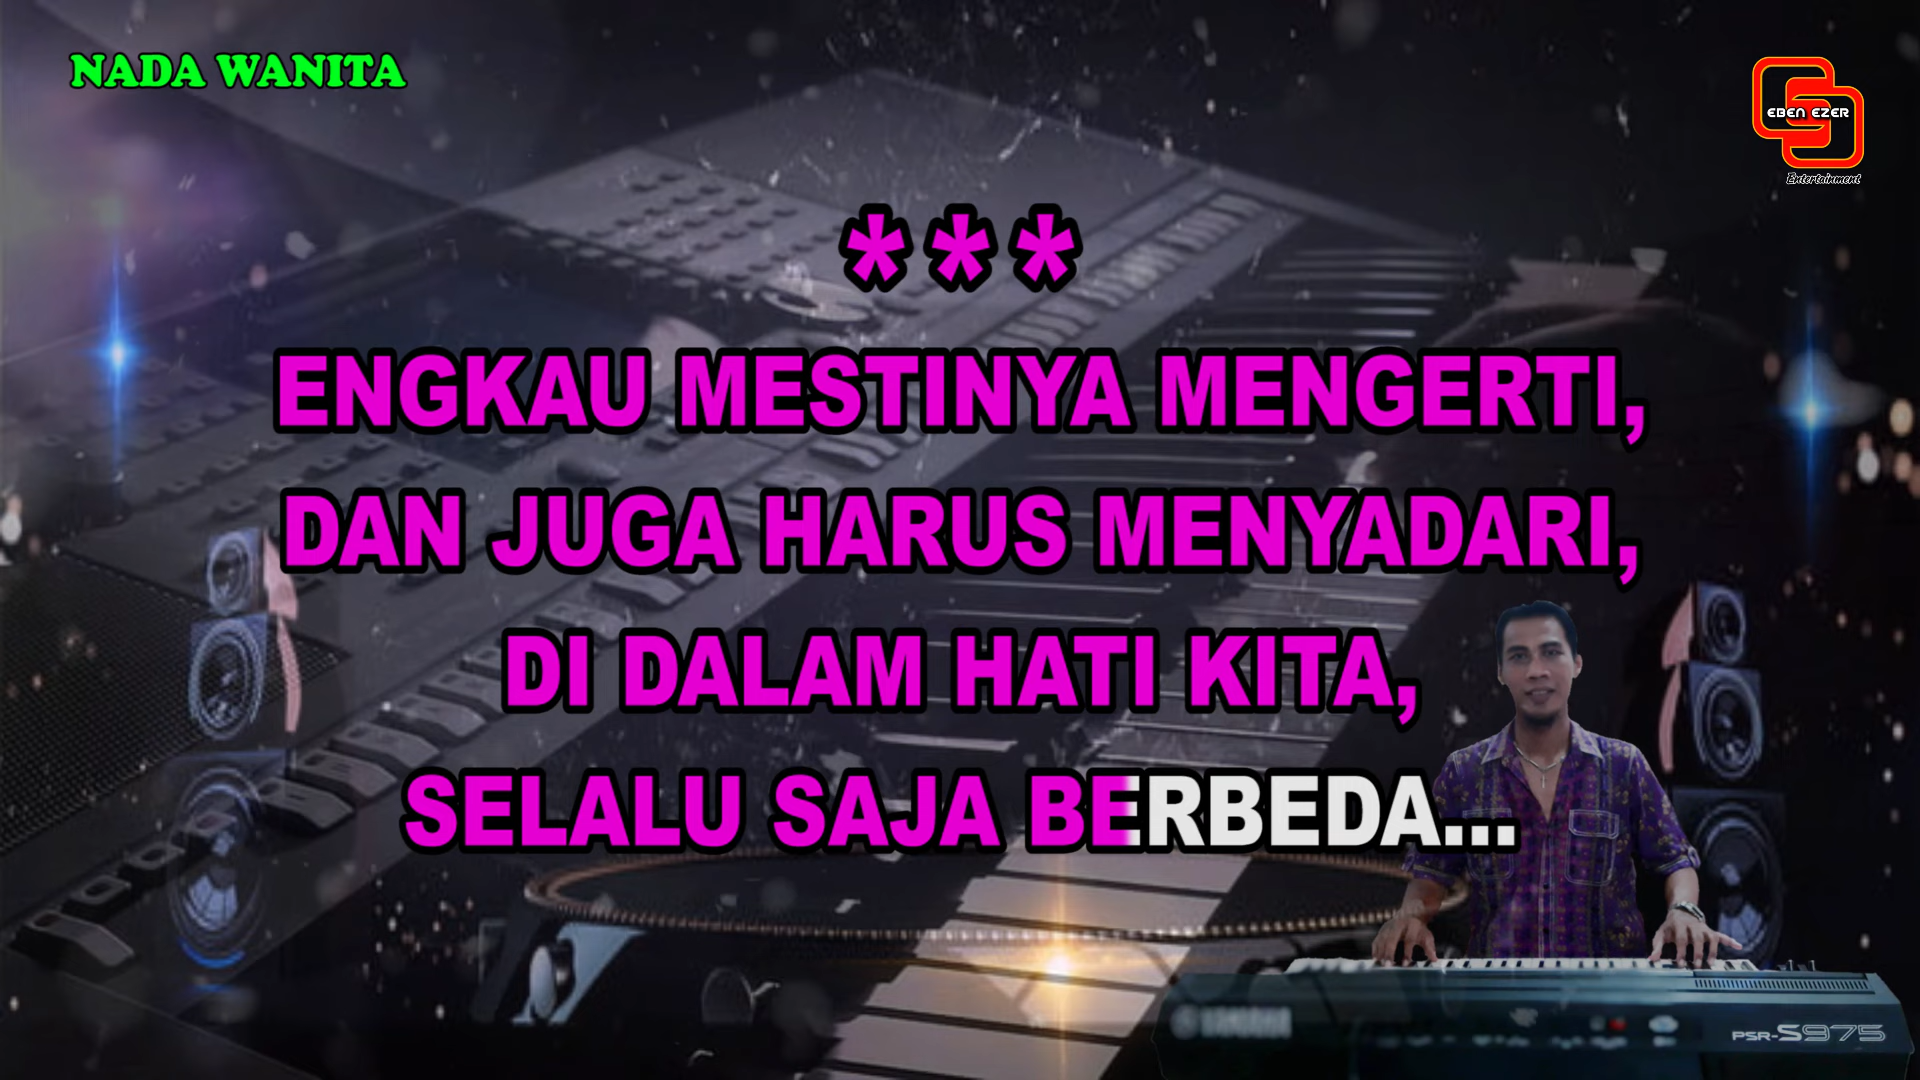 NADA WANITA
EBEN EZER
Entertainment
***
ENGKAU MESTINYA MENGERTI,
DAN JUGA HARUS MENYADARI,
DI DALAM HATI KITA,
SELALU SAJA BERBEDA...
PSR-S975